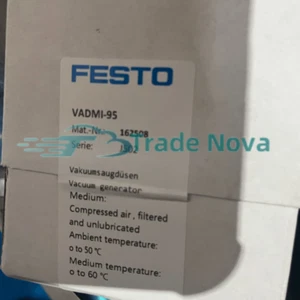 FESTO
VADMI-95
Mat.-Nr.: 162508
Trade Nova
Serie: JS02
Vakuumsaugdüsen
Vacuum generator
Medium:
Compressed air, filtered
and unlubricated
Ambient temperature:
0 to 50 °C
Medium temperature:
0 to 60 °C